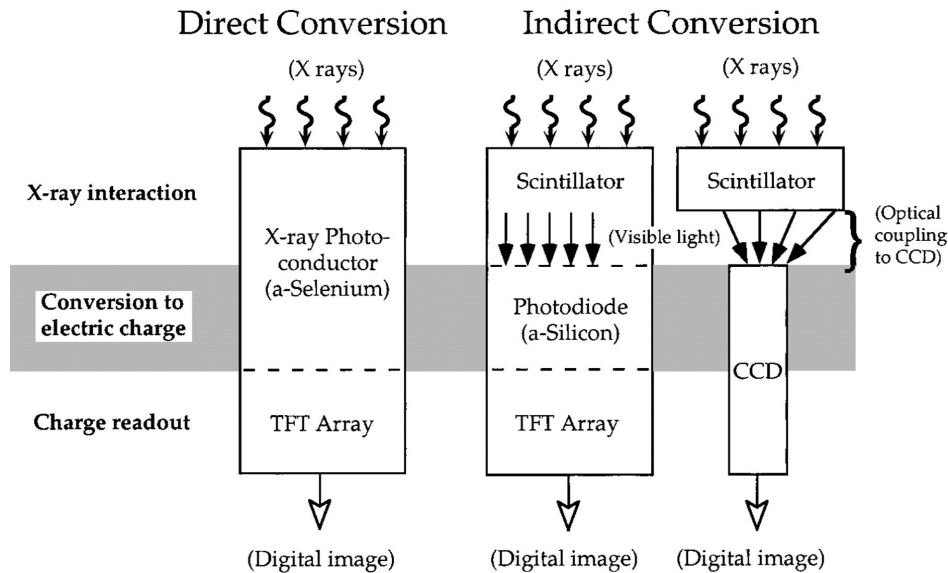 Direct Conversion
Indirect Conversion
(X rays)
(X rays)
(X rays)
X-ray interaction
X-ray Photo-
conductor
(a-Selenium)
Scintillator
(Visible light)
Scintillator
(Optical
coupling
to CCD)
Conversion to
electric charge
Photodiode
(a-Silicon)
CCD
Charge readout
TFT Array
TFT Array
(Digital image)
(Digital image)
(Digital image)